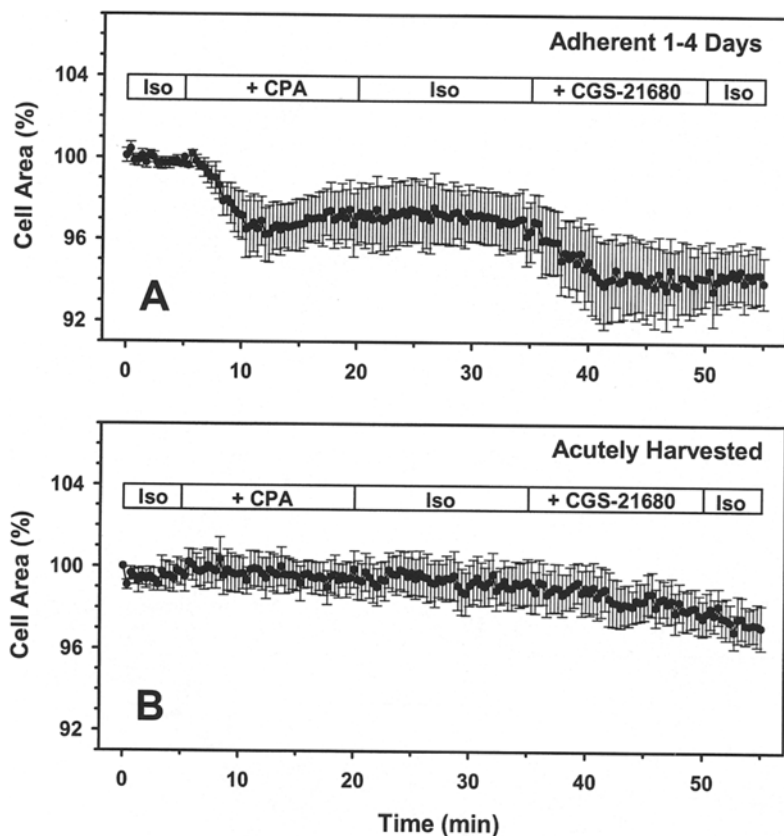 Adherent 1-4 Days
Iso + CPA Iso + CGS-21680 Iso
104
100
96
92
Cell Area (%)
A
0 10 20 30 40 50
Acutely Harvested
Iso + CPA Iso + CGS-21680 Iso
104
100
96
92
Cell Area (%)
B
0 10 20 30 40 50
Time (min)